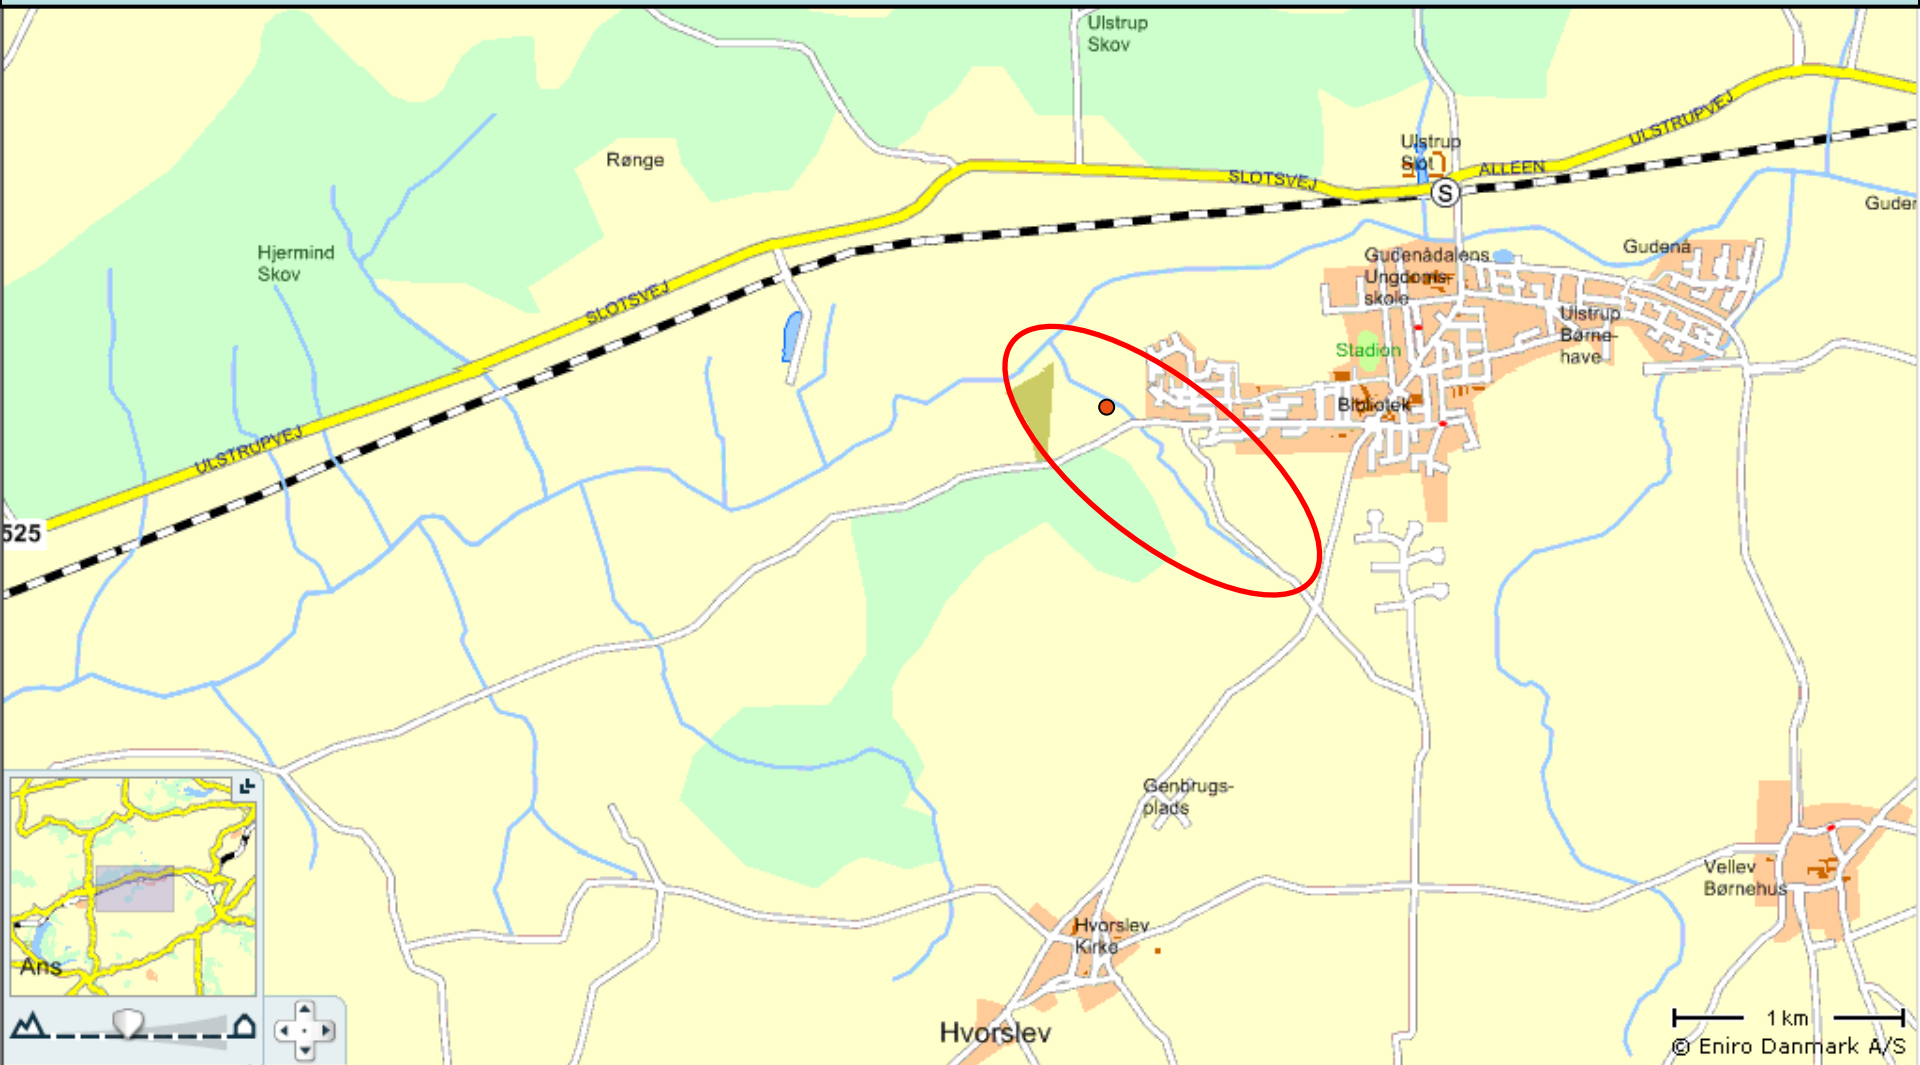 Ulstrup
Skov
Rønge
Hjermind
Skov
Ulstrup
Slot
S
SLOTSVEJ
ALLEEN
ULSTRUPVEJ
Guden
Gudenå
Gudenådalens
Ungdoms-
skole
SLOTSVEJ
Ulstrup
Børne-
have
Stadion
Bibliotek
ULSTRUPVEJ
525
Genbrugs-
plads
Vellev
Børnehus
Hvorslev
Kirke
Ans
Hvorslev
1 km
© Eniro Danmark A/S